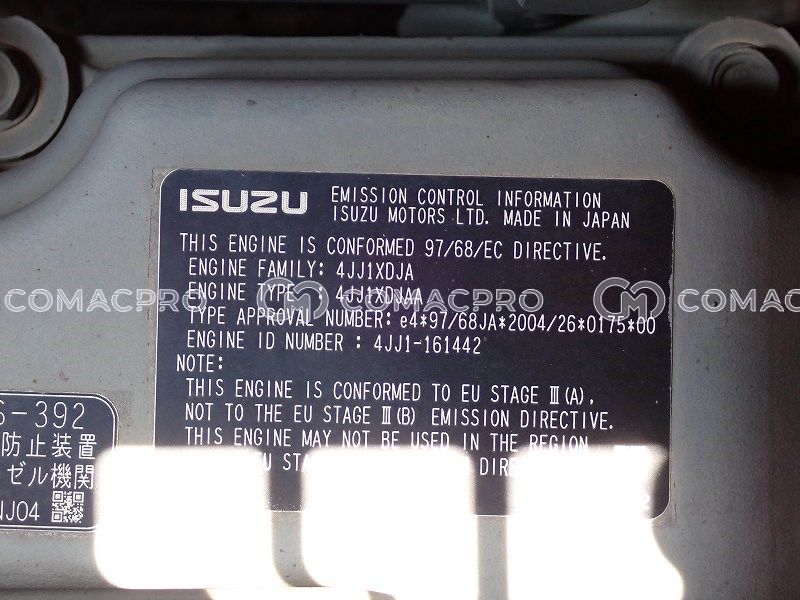 ISUZU
EMISSION CONTROL INFORMATION
ISUZU MOTORS LTD. MADE IN JAPAN
THIS ENGINE IS CONFORMED 97/68/EC DIRECTIVE.
ENGINE FAMILY: 4JJ1XDJA
ENGINE TYPE : 4JJ1XDJAA
TYPE APPROVAL NUMBER: e4*97/68JA*2004/26*0175*00
ENGINE ID NUMBER : 4JJ1-161442
NOTE:
THIS ENGINE IS CONFORMED TO EU STAGE Ⅲ(A),
NOT TO THE EU STAGE Ⅲ(B) EMISSION DIRECTIVE.
THIS ENGINE MAY NOT BE USED IN THE REGION
-392
防止装置
ゼル機関
NJ04
COMACPRO COMACPRO COMAC